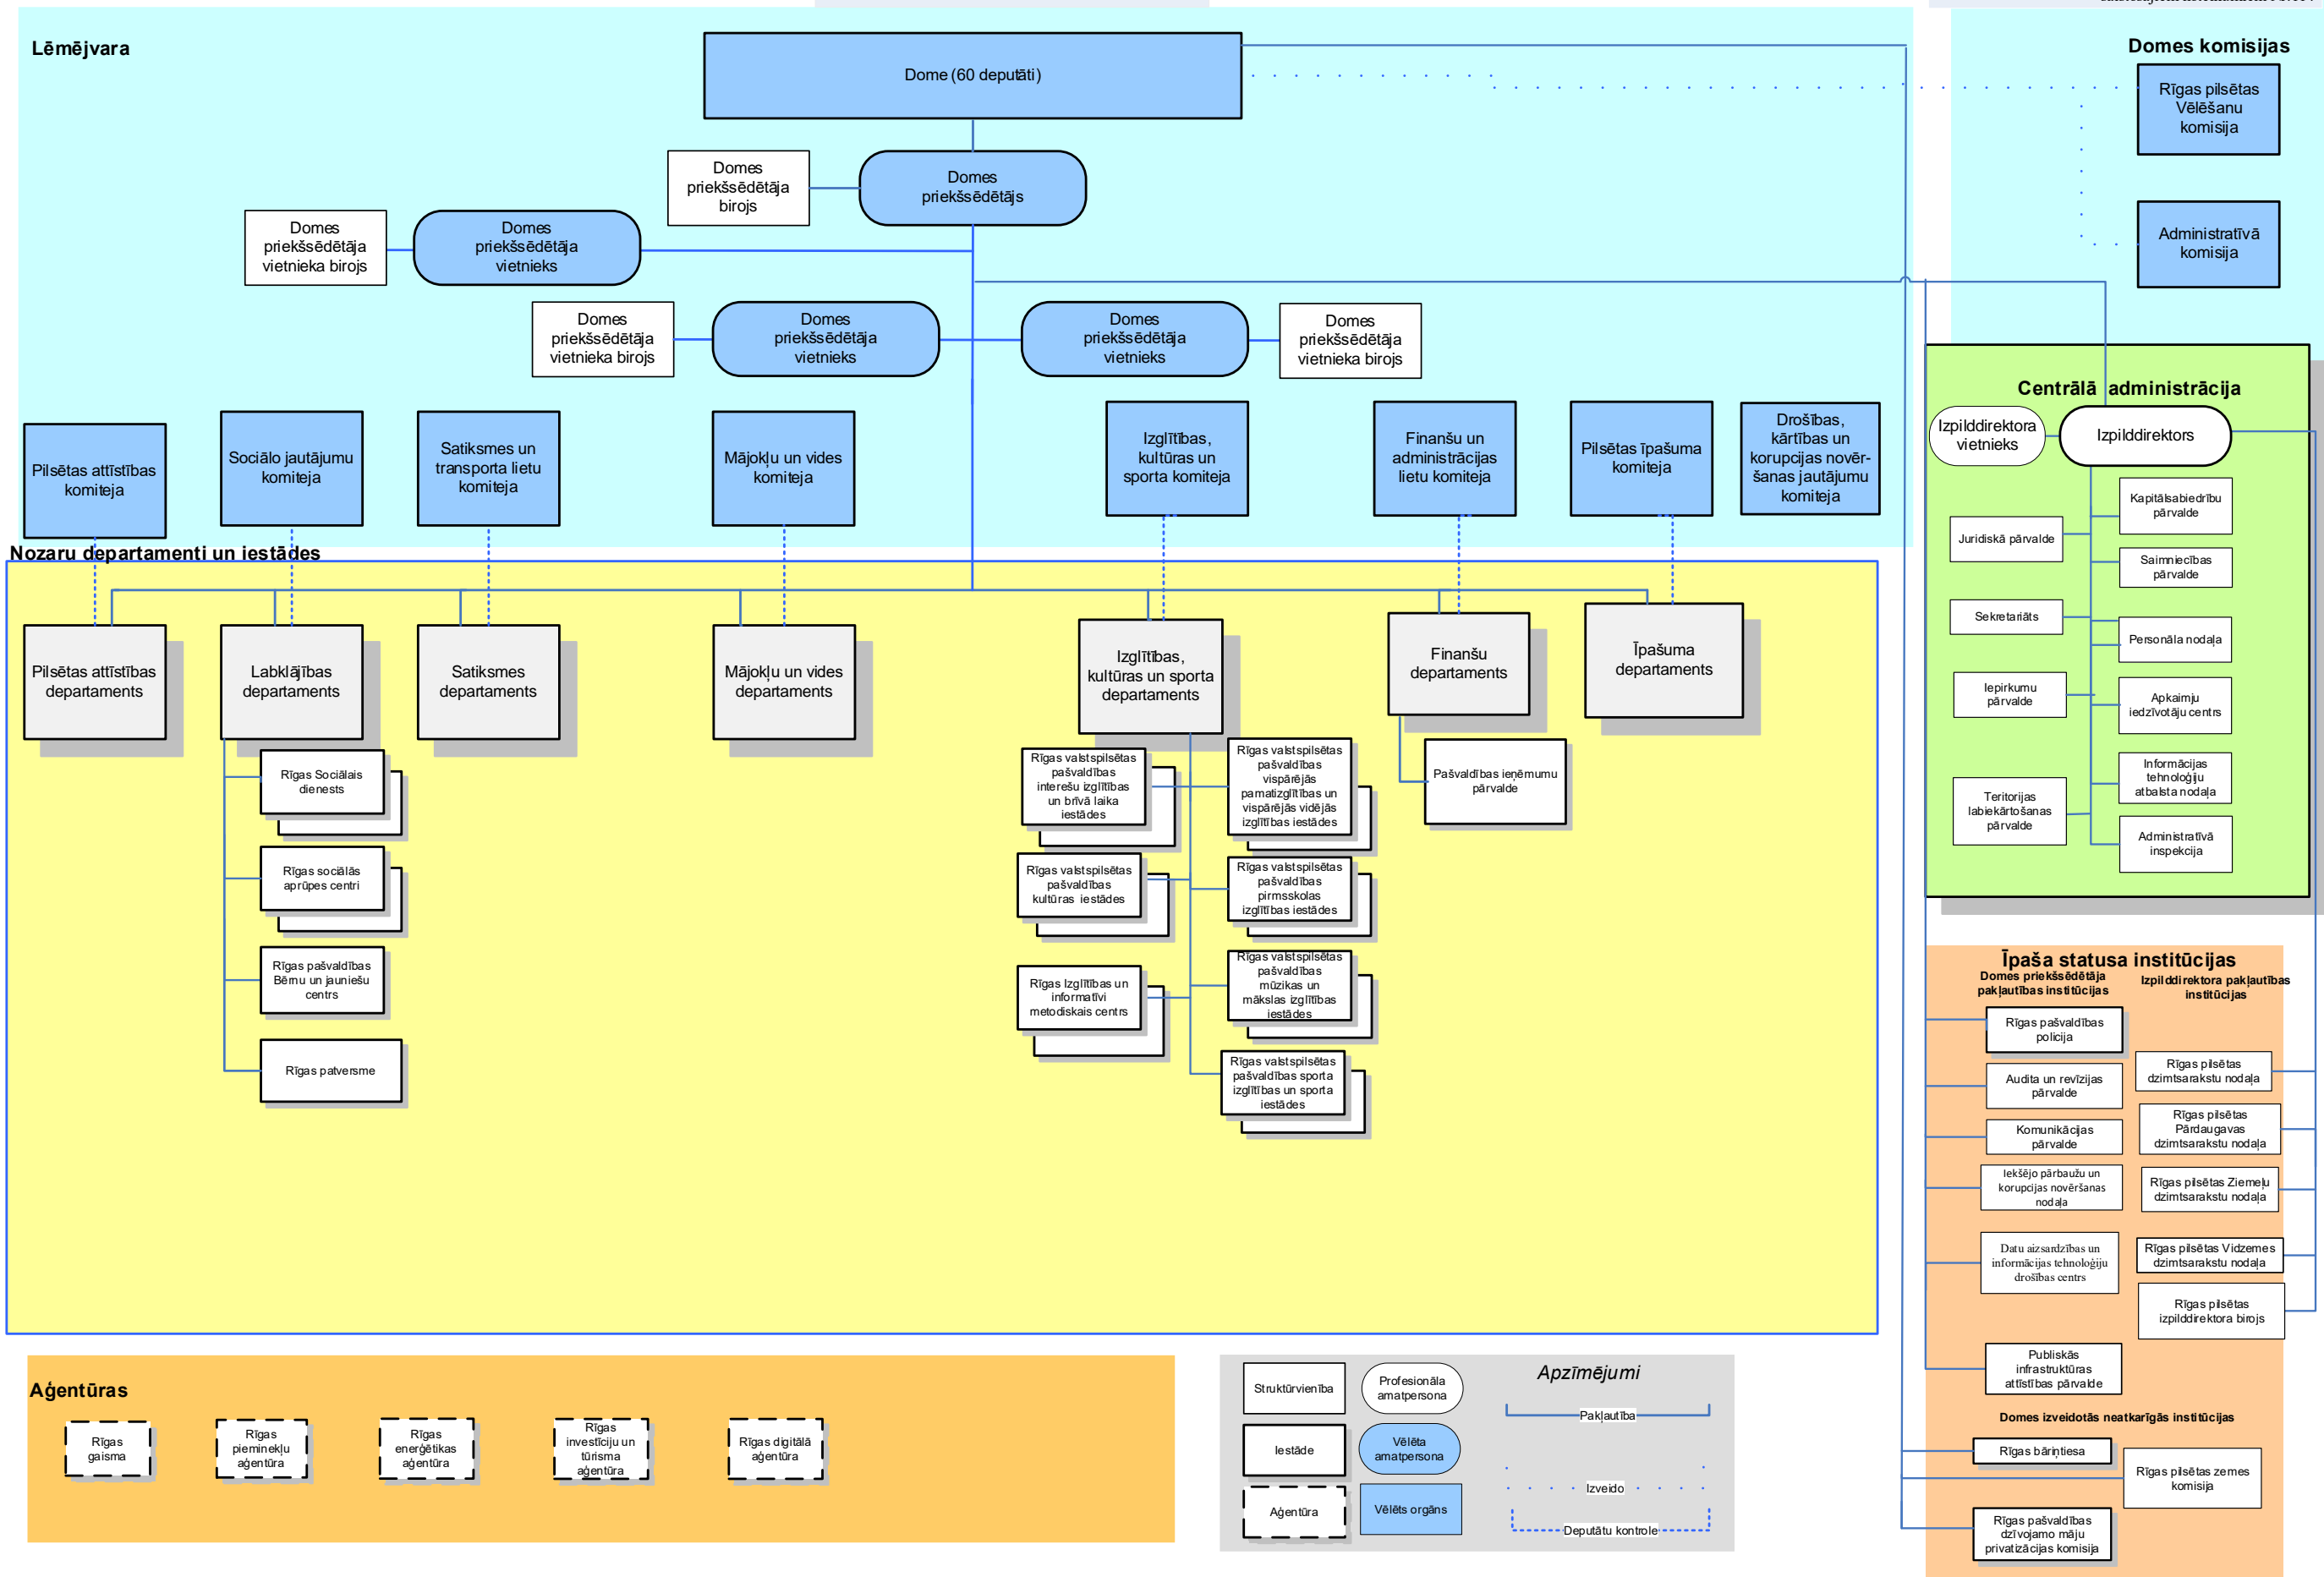 Lēmējvara
Dome (60 deputāti)
Domes
priekšsēdētāja
birojs
Domes
priekšsēdētājs
Domes
priekšsēdētāja
vietnieka birojs
Domes
priekšsēdētāja
vietnieks
Domes
priekšsēdētāja
vietnieka birojs
Domes
priekšsēdētāja
vietnieks
Domes
priekšsēdētāja
vietnieks
Domes
priekšsēdētāja
vietnieka birojs
Pilsētas attīstības
komiteja
Sociālo jautājumu
komiteja
Satiksmes un
transporta lietu
komiteja
Mājokļu un vides
komiteja
Izglītības,
kultūras un
sporta komiteja
Finanšu un
administrācijas
lietu komiteja
Pilsētas īpašuma
komiteja
Drošības,
kārtības un
korupcijas novēr-
šanas jautājumu
komiteja
Domes komisijas
Rīgas pilsētas
Vēlēšanu
komisija
Administratīvā
komisija
Centrālā administrācija
Izpilddirektora
vietnieks
Izpilddirektors
Kapitālsabiedrību
pārvalde
Juridiskā pārvalde
Saimniecības
pārvalde
Sekretariāts
Personāla nodaļa
Iepirkumu
pārvalde
Apkaimju
iedzīvotāju centrs
Informācijas
tehnoloģiju
atbalsta nodaļa
Teritorijas
labiekārtošanas
pārvalde
Administratīvā
inspekcija
Nozaru departamenti un iestādes
Pilsētas attīstības
departaments
Labklājības
departaments
Satiksmes
departaments
Mājokļu un vides
departaments
Izglītības,
kultūras un sporta
departaments
Finanšu
departaments
Īpašuma
departaments
Rīgas Sociālais
dienests
Rīgas sociālās
aprūpes centri
Rīgas pašvaldības
Bērnu un jauniešu
centrs
Rīgas patversme
Rīgas valstspilsētas
pašvaldības
interešu izglītības
un brīvā laika
iestādes
Rīgas valstspilsētas
pašvaldības
vispārējās
pamatizglītības un
vispārējās vidējās
izglītības iestādes
Rīgas valstspilsētas
pašvaldības
kultūras iestādes
Rīgas valstspilsētas
pašvaldības
pirmsskolas
izglītības iestādes
Rīgas Izglītības un
informatīvi
metodiskais centrs
Rīgas valstspilsētas
pašvaldības
mūzikas un
mākslas izglītības
iestādes
Rīgas valstspilsētas
pašvaldības sporta
izglītības un sporta
iestādes
Pašvaldības ieņēmumu
pārvalde
Īpaša statusa institūcijas
Domes priekšsēdētāja
pakļautības institūcijas
Izpilddirektora pakļautības
institūcijas
Rīgas pašvaldības
policija
Audita un revīzijas
pārvalde
Komunikācijas
pārvalde
Iekšējo pārbaužu un
korupcijas novēršanas
nodaļa
Datu aizsardzības un
informācijas tehnoloģiju
drošības centrs
Publiskās
infrastruktūras
attīstības pārvalde
Rīgas pilsētas
dzimtsarakstu nodaļa
Rīgas pilsētas
Pārdaugavas
dzimtsarakstu nodaļa
Rīgas pilsētas Ziemeļu
dzimtsarakstu nodaļa
Rīgas pilsētas Vidzemes
dzimtsarakstu nodaļa
Rīgas pilsētas
izpilddirektora birojs
Domes izveidotās neatkarīgās institūcijas
Rīgas bāriņtiesa
Rīgas pilsētas zemes
komisija
Rīgas pašvaldības
dzīvojamo māju
privatizācijas komisija
Aģentūras
Rīgas
gaisma
Rīgas
pieminekļu
aģentūra
Rīgas
enerģētikas
aģentūra
Rīgas
investīciju un
tūrisma
aģentūra
Rīgas digitālā
aģentūra
Apzīmējumi
Struktūrvienība
Profesionāla
amatpersona
Pakļautība
Iestāde
Vēlēta
amatpersona
Izveido
Aģentūra
Vēlēts orgāns
Deputātu kontrole